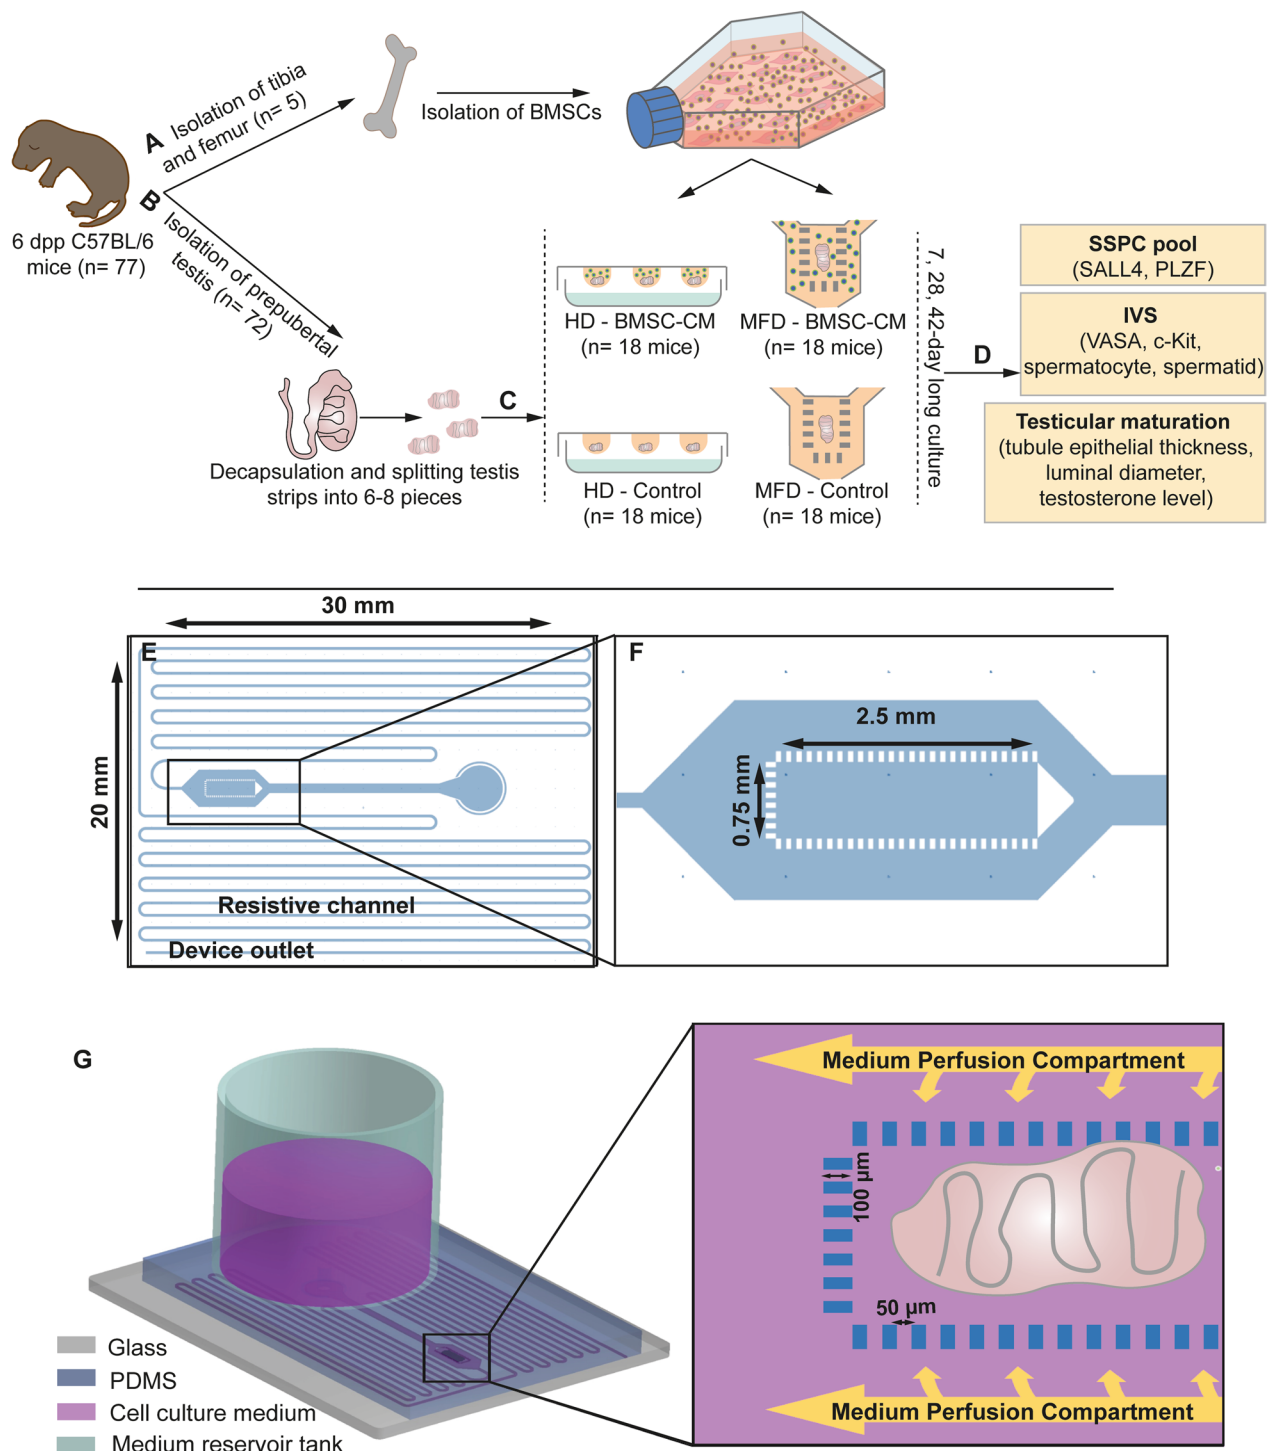 A Isolation of tibia
and femur (n= 5)
Isolation of BMSCs
6 dpp C57BL/6
mice (n= 77)
B Isolation of prepubertal
testis (n= 72)
Decapsulation and splitting testis
strips into 6-8 pieces
C
HD - BMSC-CM
(n= 18 mice)
MFD - BMSC-CM
(n= 18 mice)
HD - Control
(n= 18 mice)
MFD - Control
(n= 18 mice)
7, 28, 42-day long culture
D
SSPC pool
(SALL4, PLZF)
IVS
(VASA, c-Kit,
spermatocyte, spermatid)
Testicular maturation
(tubule epithelial thickness,
luminal diameter,
testosterone level)
30 mm
E
20 mm
Resistive channel
Device outlet
F
2.5 mm
0.75 mm
G
Glass
PDMS
Cell culture medium
Medium reservoir tank
Medium Perfusion Compartment
100 µm
50 µm
Medium Perfusion Compartment